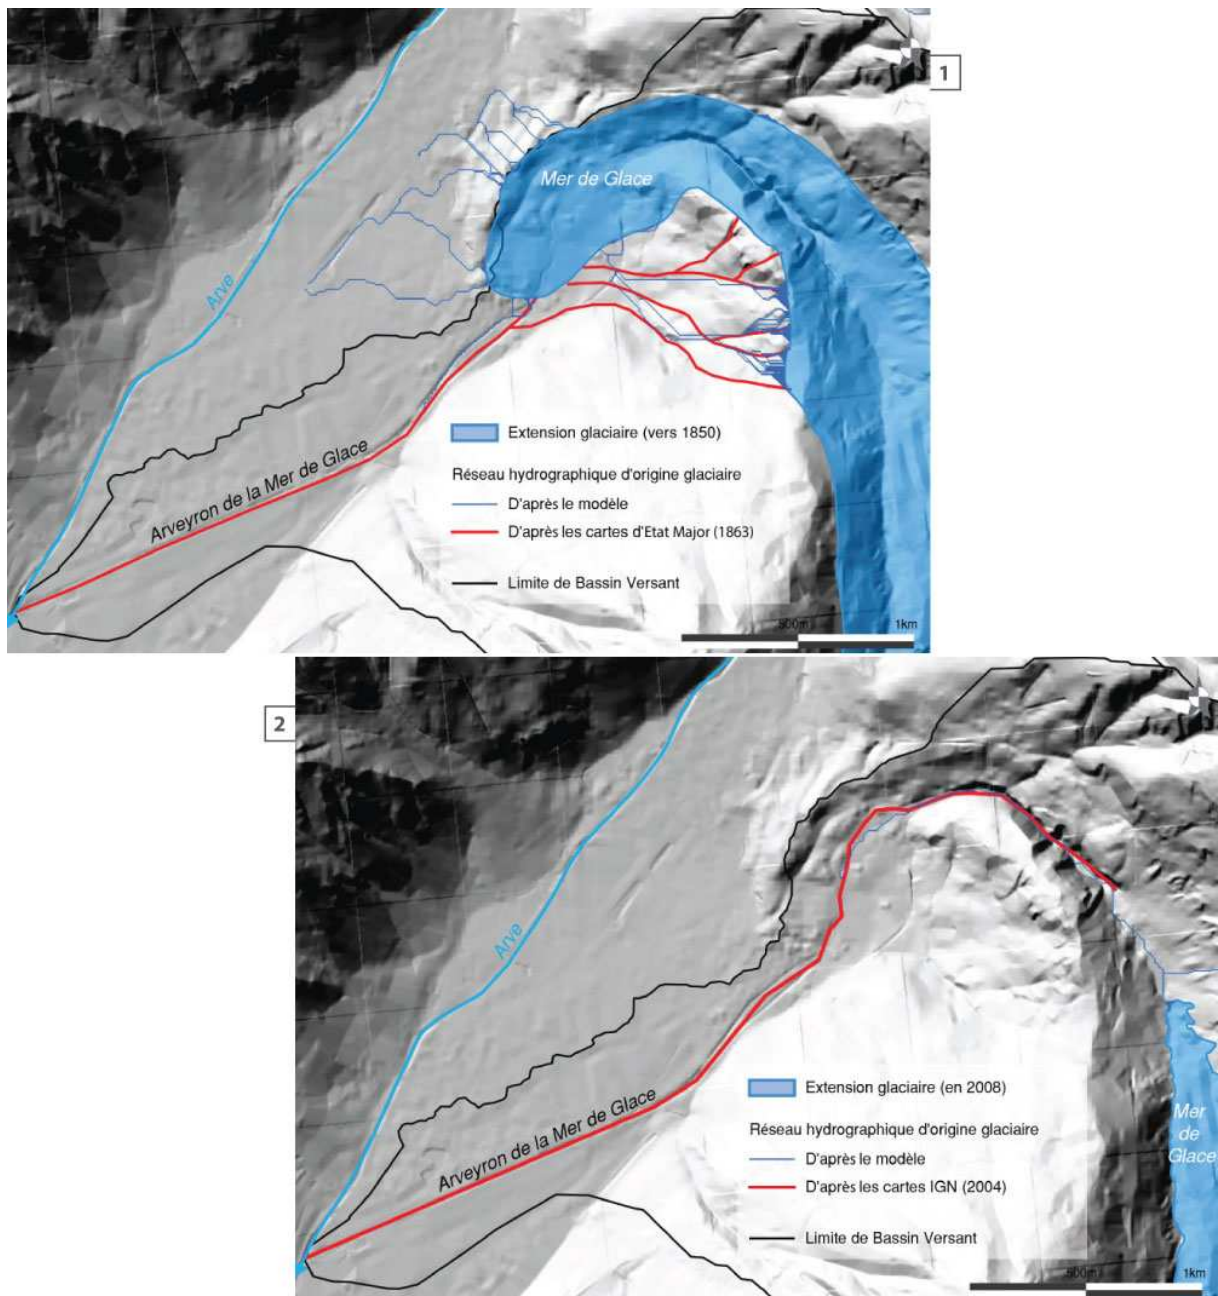 1
Mer de Glace
Arve
Extension glaciaire (vers 1850)
Réseau hydrographique d'origine glaciaire
D'après le modèle
D'après les cartes d'Etat Major (1863)
Arveyron de la Mer de Glace
Limite de Bassin Versant
500m 1km
2
Arve
Extension glaciaire (en 2008)
Réseau hydrographique d'origine glaciaire
D'après le modèle
D'après les cartes IGN (2004)
Mer
de
Glace
Arveyron de la Mer de Glace
Limite de Bassin Versant
500m 1km